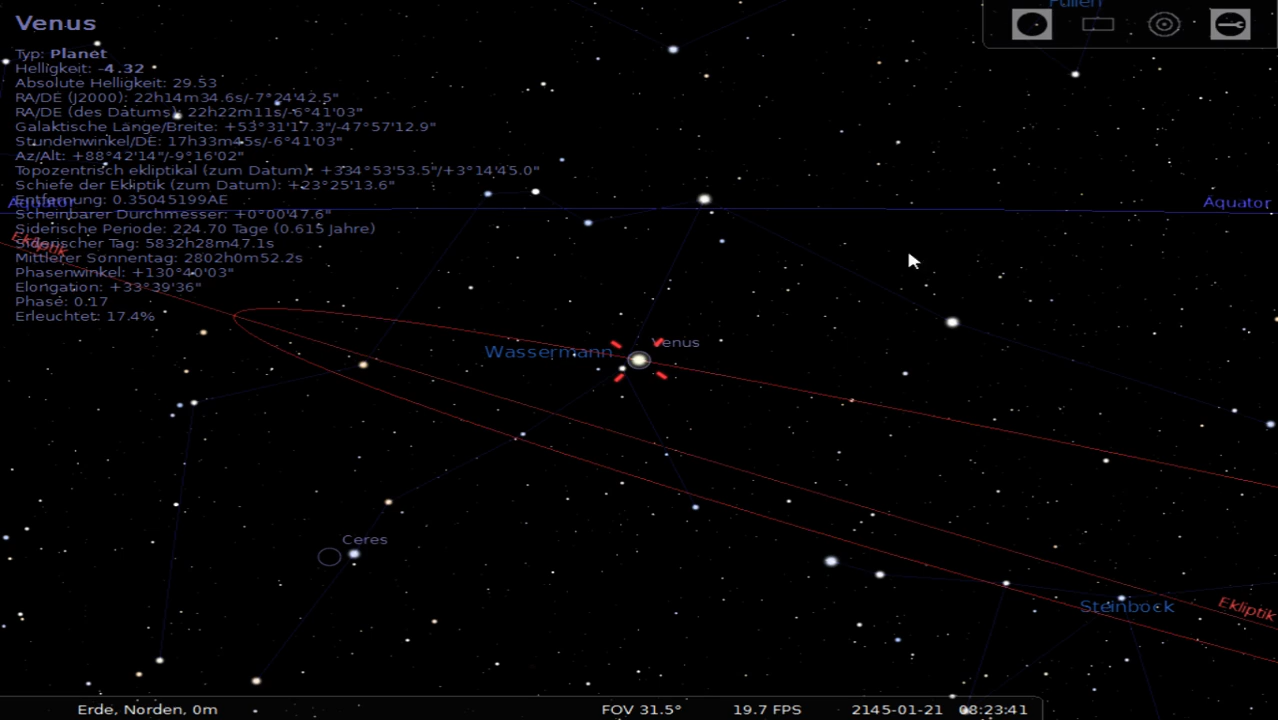 Venus
Füllen
Typ: Planet
Helligkeit: -4.32
Absolute Helligkeit: 29.53
RA/DE (J2000): 22h14m34.6s/-7°24'42.5"
RA/DE (des Datums): 22h22m11s/-6°41'03"
Galaktische Länge/Breite: +53°31'17.3"/-47°57'12.9"
Stundenwinkel/DE: 17h33m45s/-6°41'03"
Az/Alt: +88°42'14"/-9°16'02"
Topozentrisch ekliptikal (zum Datum): +334°53'53.5"/+3°14'45.0"
Schiefe der Ekliptik (zum Datum): +23°25'13.6"
Entfernung: 0.35045199AE
Äquator
Äquator
Scheinbarer Durchmesser: +0°00'47.6"
Siderische Periode: 224.70 Tage (0.615 Jahre)
Ekliptik
Siderischer Tag: 5832h28m47.1s
Mittlerer Sonnentag: 2802h0m52.2s
Phasenwinkel: +130°40'03"
Elongation: +33°39'36"
Phase: 0.17
Erleuchtet: 17.4%
Venus
Wassermann
Ceres
Steinbock
Ekliptik
Erde, Norden, 0m FOV 31.5° 19.7 FPS 2145-01-21 08:23:41